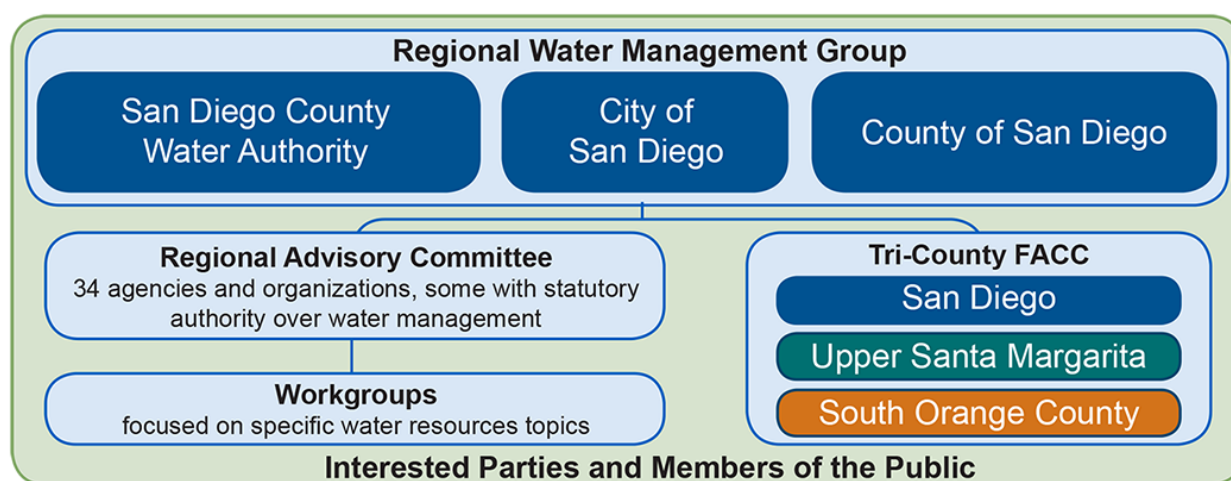 Regional Water Management Group
San Diego County
Water Authority
City of
San Diego
County of San Diego
Regional Advisory Committee
34 agencies and organizations, some with statutory
authority over water management
Workgroups
focused on specific water resources topics
Tri-County FACC
San Diego
Upper Santa Margarita
South Orange County
Interested Parties and Members of the Public